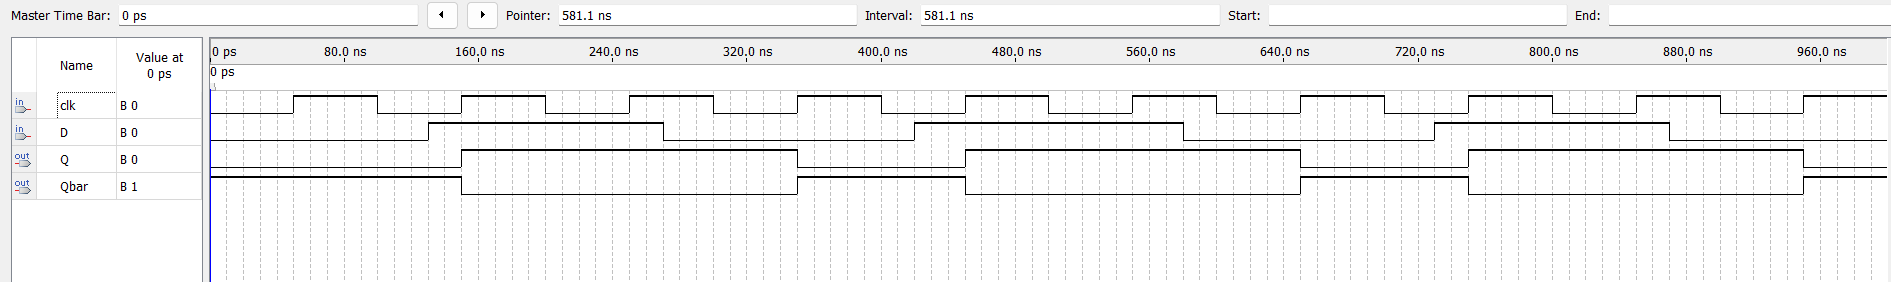 Master Time Bar: 0 ps Pointer: 581.1 ns Interval: 581.1 ns Start: End:
Name Value at 0 ps
0 ps 80.0 ns 160.0 ns 240.0 ns 320.0 ns 400.0 ns 480.0 ns 560.0 ns 640.0 ns 720.0 ns 800.0 ns 880.0 ns 960.0 ns
0 ps
in clk B 0
in D B 0
out Q B 0
out Qbar B 1